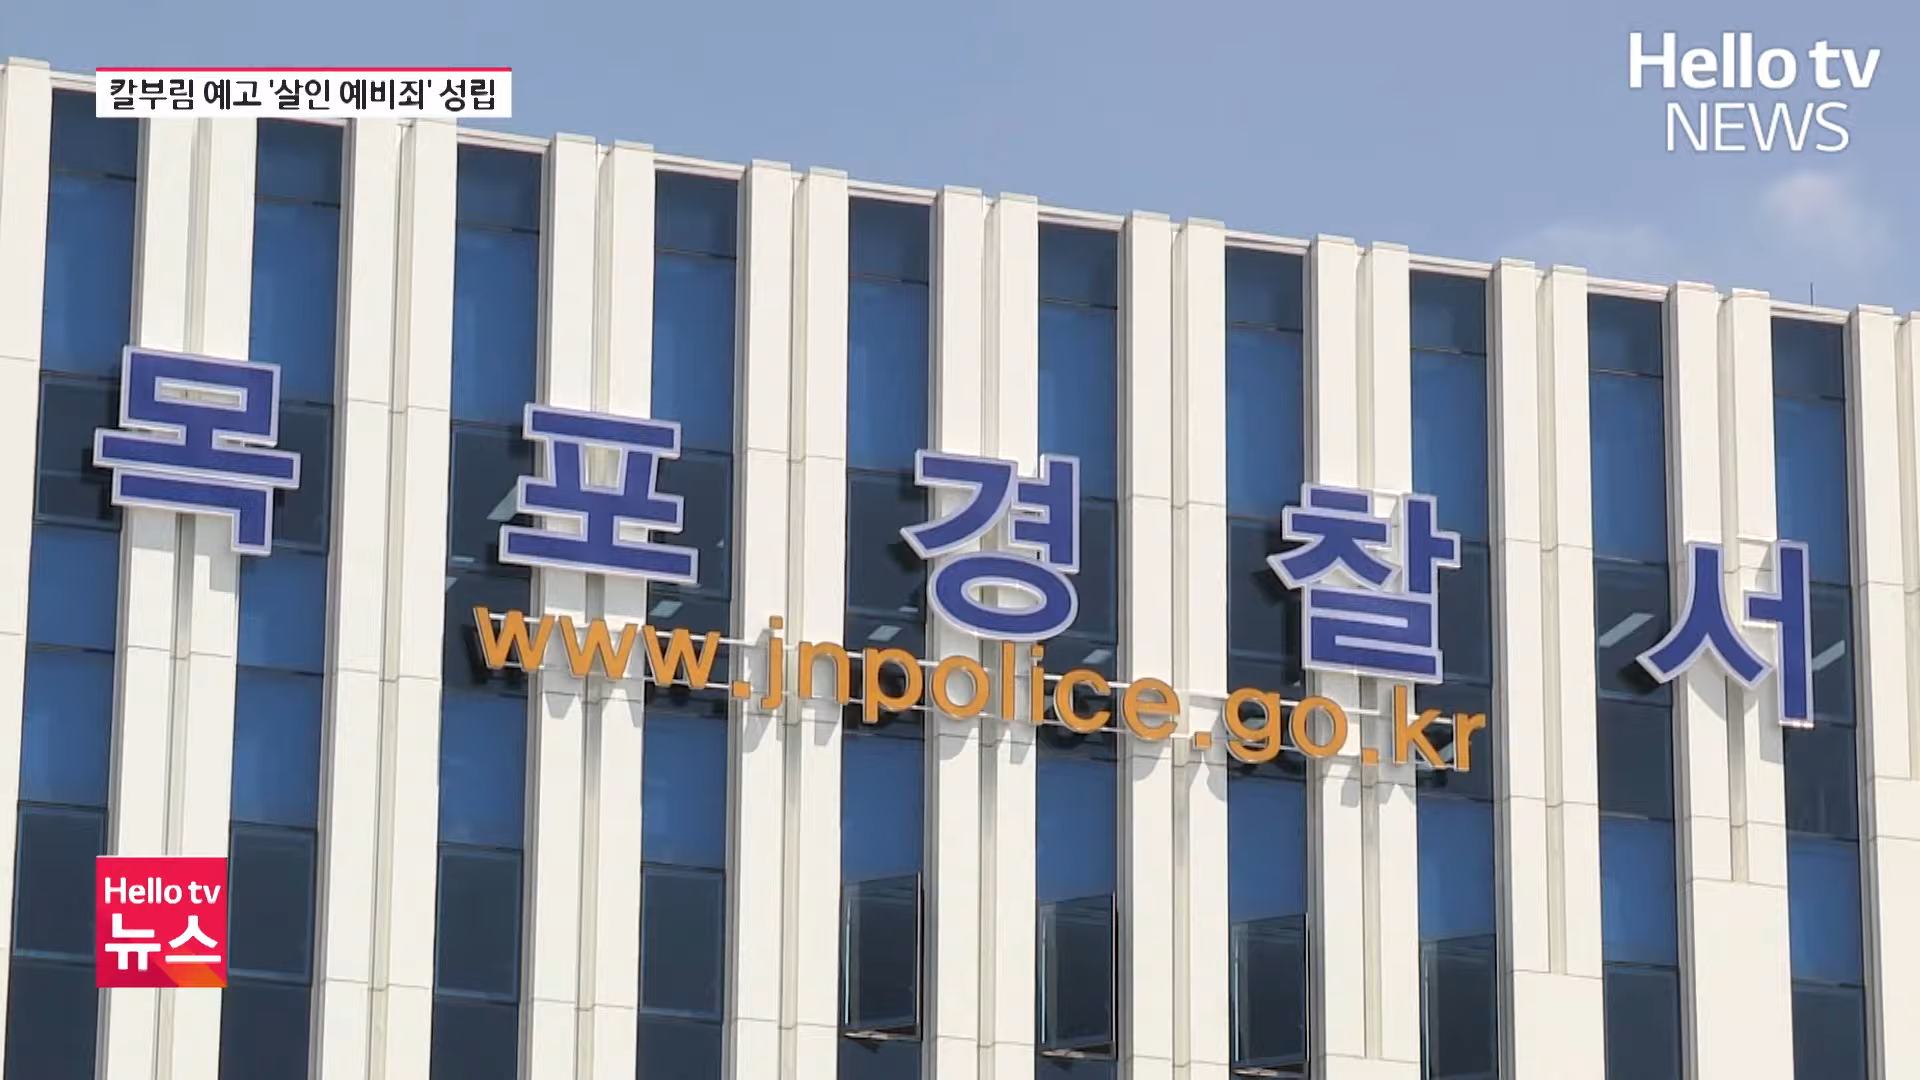 칼부림 예고 '살인 예비죄' 성립
Hello tv
NEWS
목포경찰서
www.jnpolice.go.kr
Hello tv
뉴스